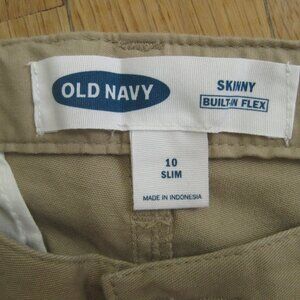 OLD NAVY
SKINNY
BUILT-IN FLEX
10
SLIM
MADE IN INDONESIA